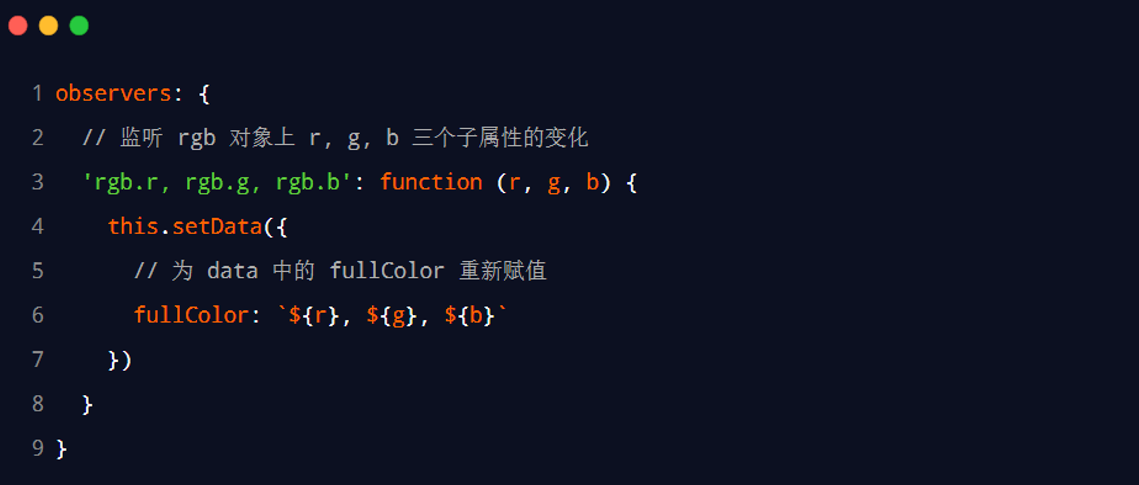 1 observers: {
2   // 监听 rgb 对象上 r, g, b 三个子属性的变化
3   'rgb.r, rgb.g, rgb.b': function (r, g, b) {
4     this.setData({
5       // 为 data 中的 fullColor 重新赋值
6       fullColor: `${r}, ${g}, ${b}`
7     })
8   }
9 }